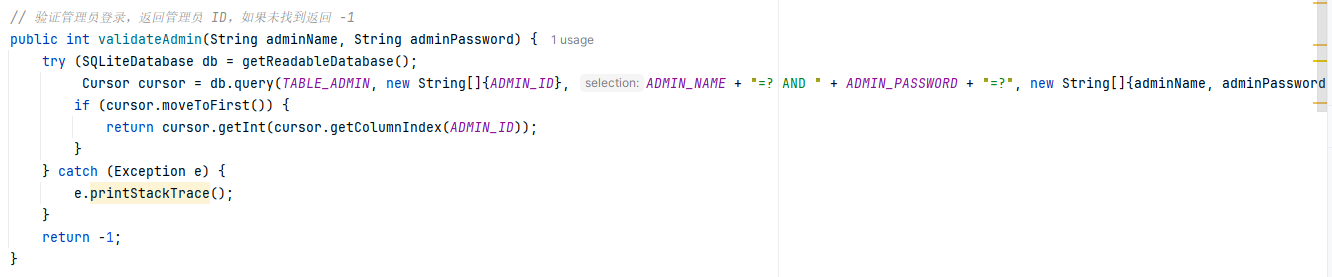 // 验证管理员登录，返回管理员 ID，如果未找到返回 -1
public int validateAdmin(String adminName, String adminPassword) { 1 usage
try (SQLiteDatabase db = getReadableDatabase();
Cursor cursor = db.query(TABLE_ADMIN, new String[]{ADMIN_ID}, selection: ADMIN_NAME + "=? AND " + ADMIN_PASSWORD + "=?", new String[]{adminName, adminPassword
if (cursor.moveToFirst()) {
return cursor.getInt(cursor.getColumnIndex(ADMIN_ID));
}
} catch (Exception e) {
e.printStackTrace();
}
return -1;
}